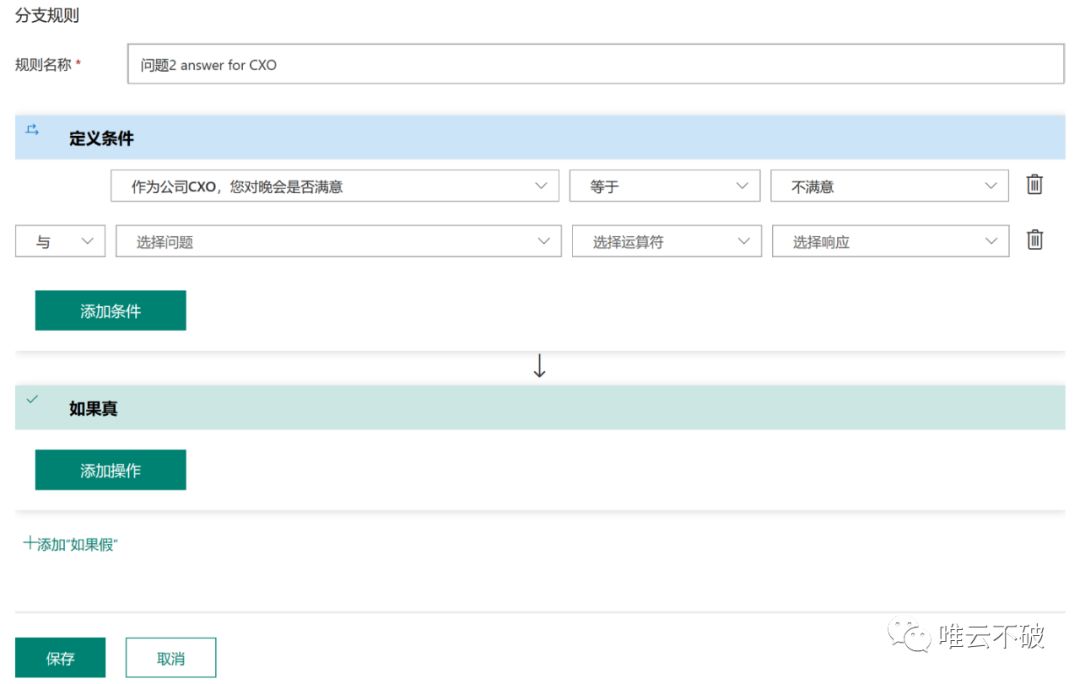 分支规则
规则名称 * 问题2 answer for CXO
定义条件
作为公司CXO，您对晚会是否满意 等于 不满意
与 选择问题 选择运算符 选择响应
添加条件
如果真
添加操作
+添加"如果假"
唯云不破
保存 取消